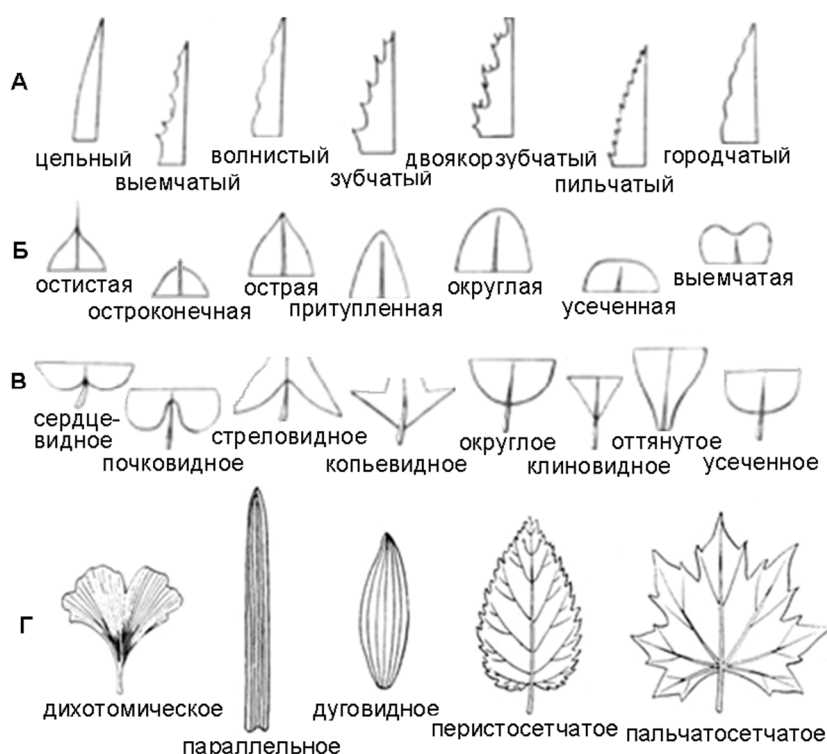 А
цельный
выемчатый
волнистый
зубчатый
двоякорзубчатый
пильчатый
городчатый
Б
остистая
остроконечная
острая
притупленная
округлая
усеченная
выемчатая
В
сердце-
видное
почковидное
стреловидное
копьевидное
округлое
клиновидное
оттянутое
усеченное
Г
дихотомическое
параллельное
дуговидное
перистосетчатое
пальчатосетчатое